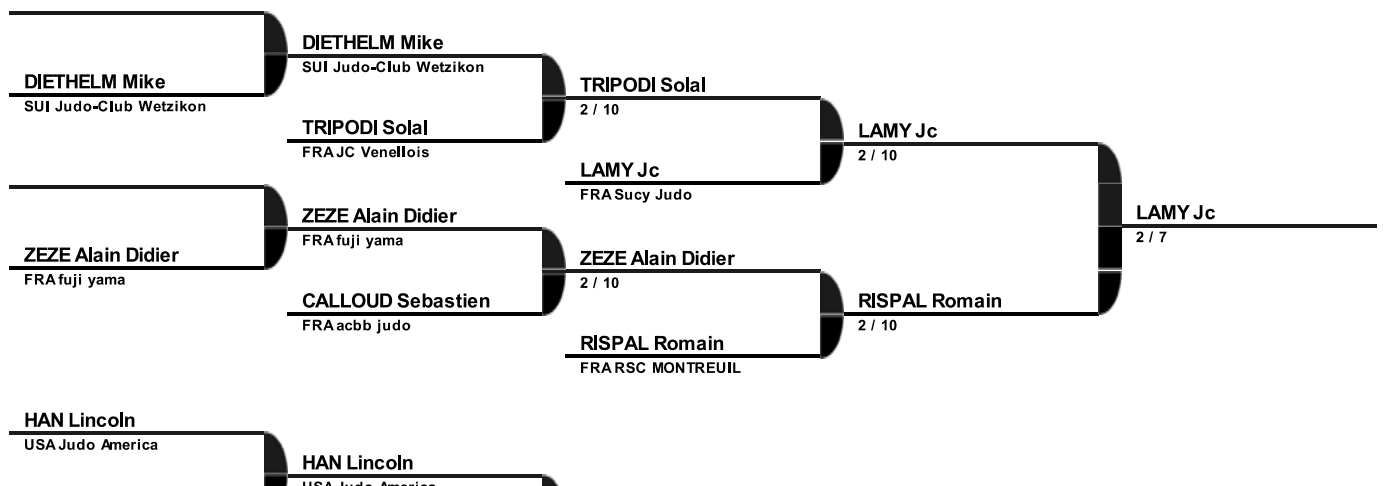 DIETHELM Mike
SUI Judo-Club Wetzikon
DIETHELM Mike
SUI Judo-Club Wetzikon
TRIPODI Solal
FRA JC Venellois
TRIPODI Solal
2 / 10
LAMY Jc
FRA Sucy Judo
LAMY Jc
2 / 10
ZEZE Alain Didier
FRA fuji yama
ZEZE Alain Didier
FRA fuji yama
CALLOUD Sebastien
FRA acbb judo
ZEZE Alain Didier
2 / 10
RISPAL Romain
FRA RSC MONTREUIL
RISPAL Romain
2 / 10
LAMY Jc
2 / 7
HAN Lincoln
USA Judo America
HAN Lincoln
USA Judo America